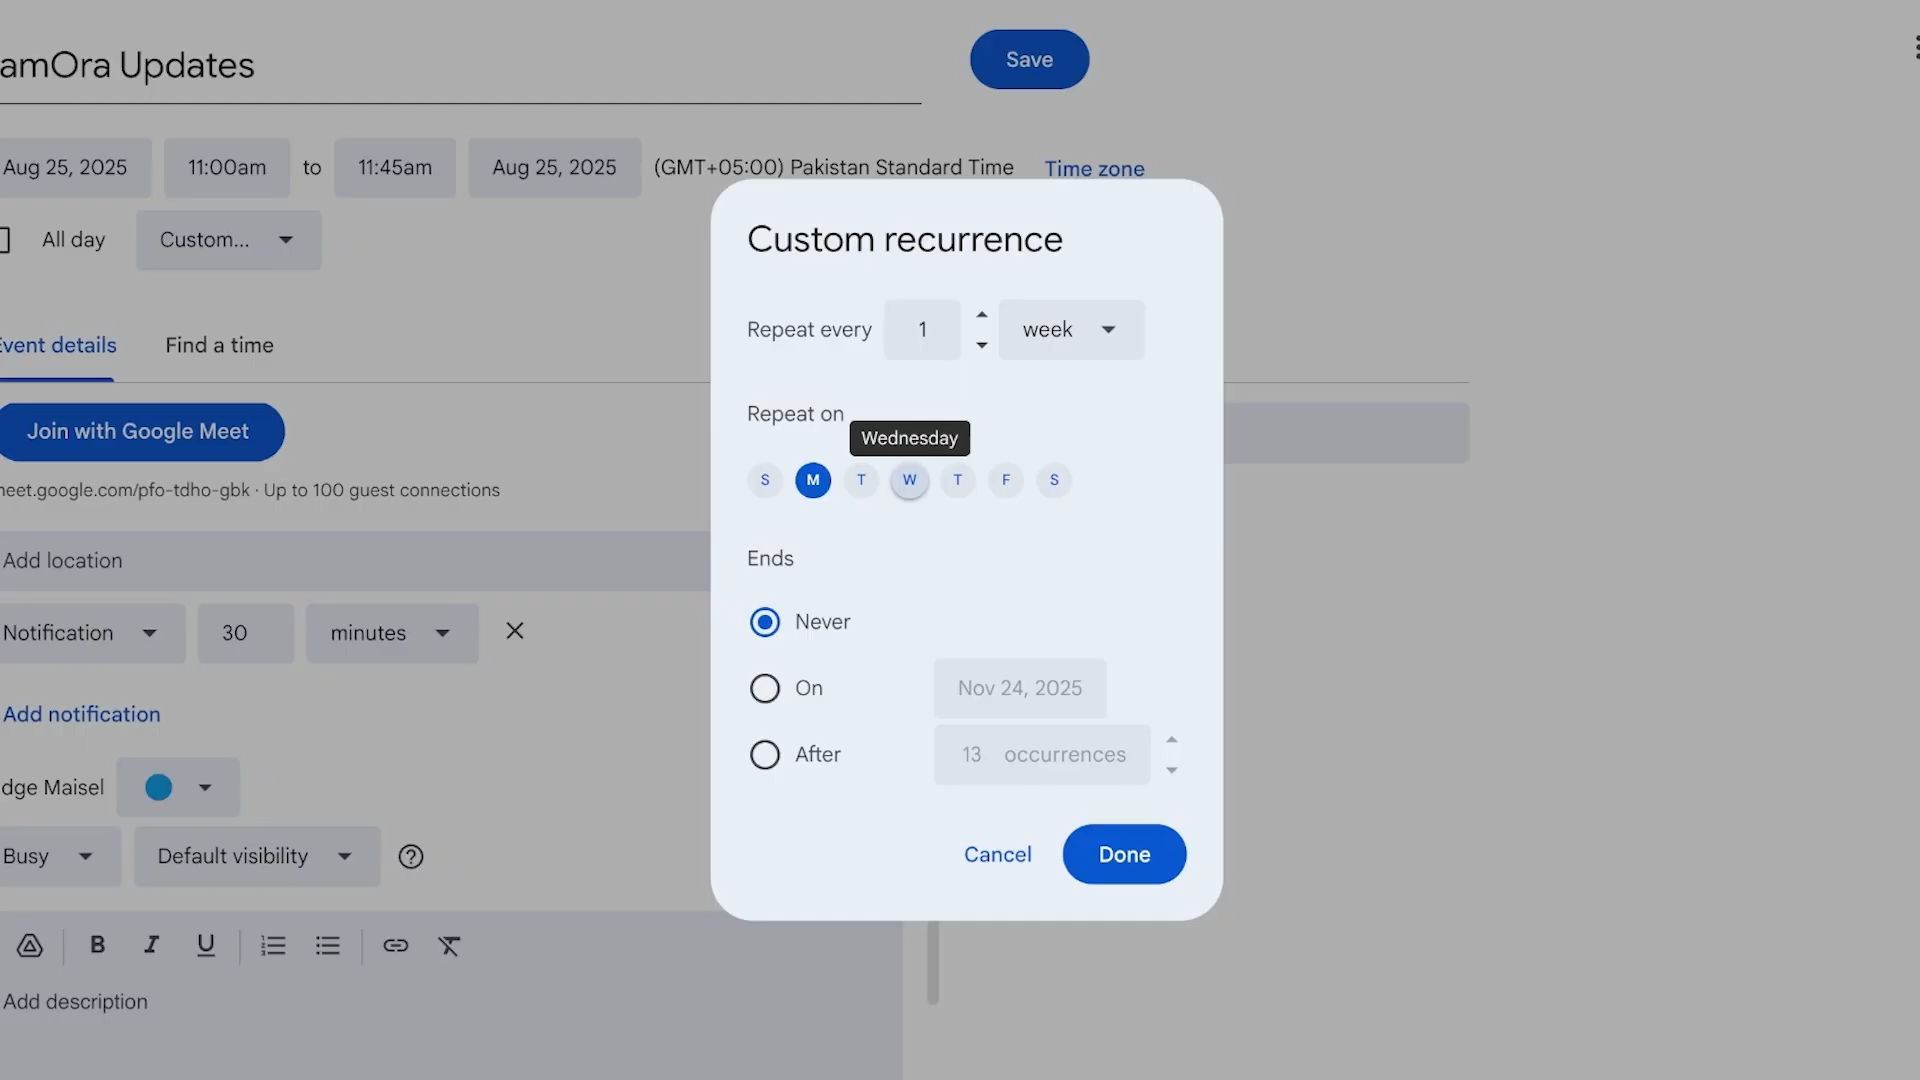 amOra Updates
Save
Aug 25, 2025 11:00am to 11:45am Aug 25, 2025 (GMT+05:00) Pakistan Standard Time Time zone
All day Custom...
Event details Find a time
Join with Google Meet
meet.google.com/pfo-tdho-gbk · Up to 100 guest connections
Add location
Notification 30 minutes
Add notification
dge Maisel
Busy Default visibility
B I U
Add description
Custom recurrence
Repeat every 1 week
Repeat on
Wednesday
S M T W T F S
Ends
Never
On Nov 24, 2025
After 13 occurrences
Cancel Done